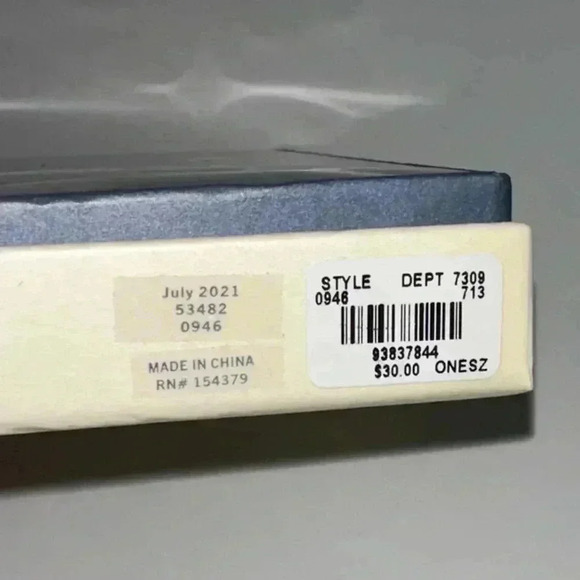 July 2021
53482
0946
MADE IN CHINA
RN# 154379
STYLE DEPT 7309
0946 713
93837844
$30.00 ONESZ